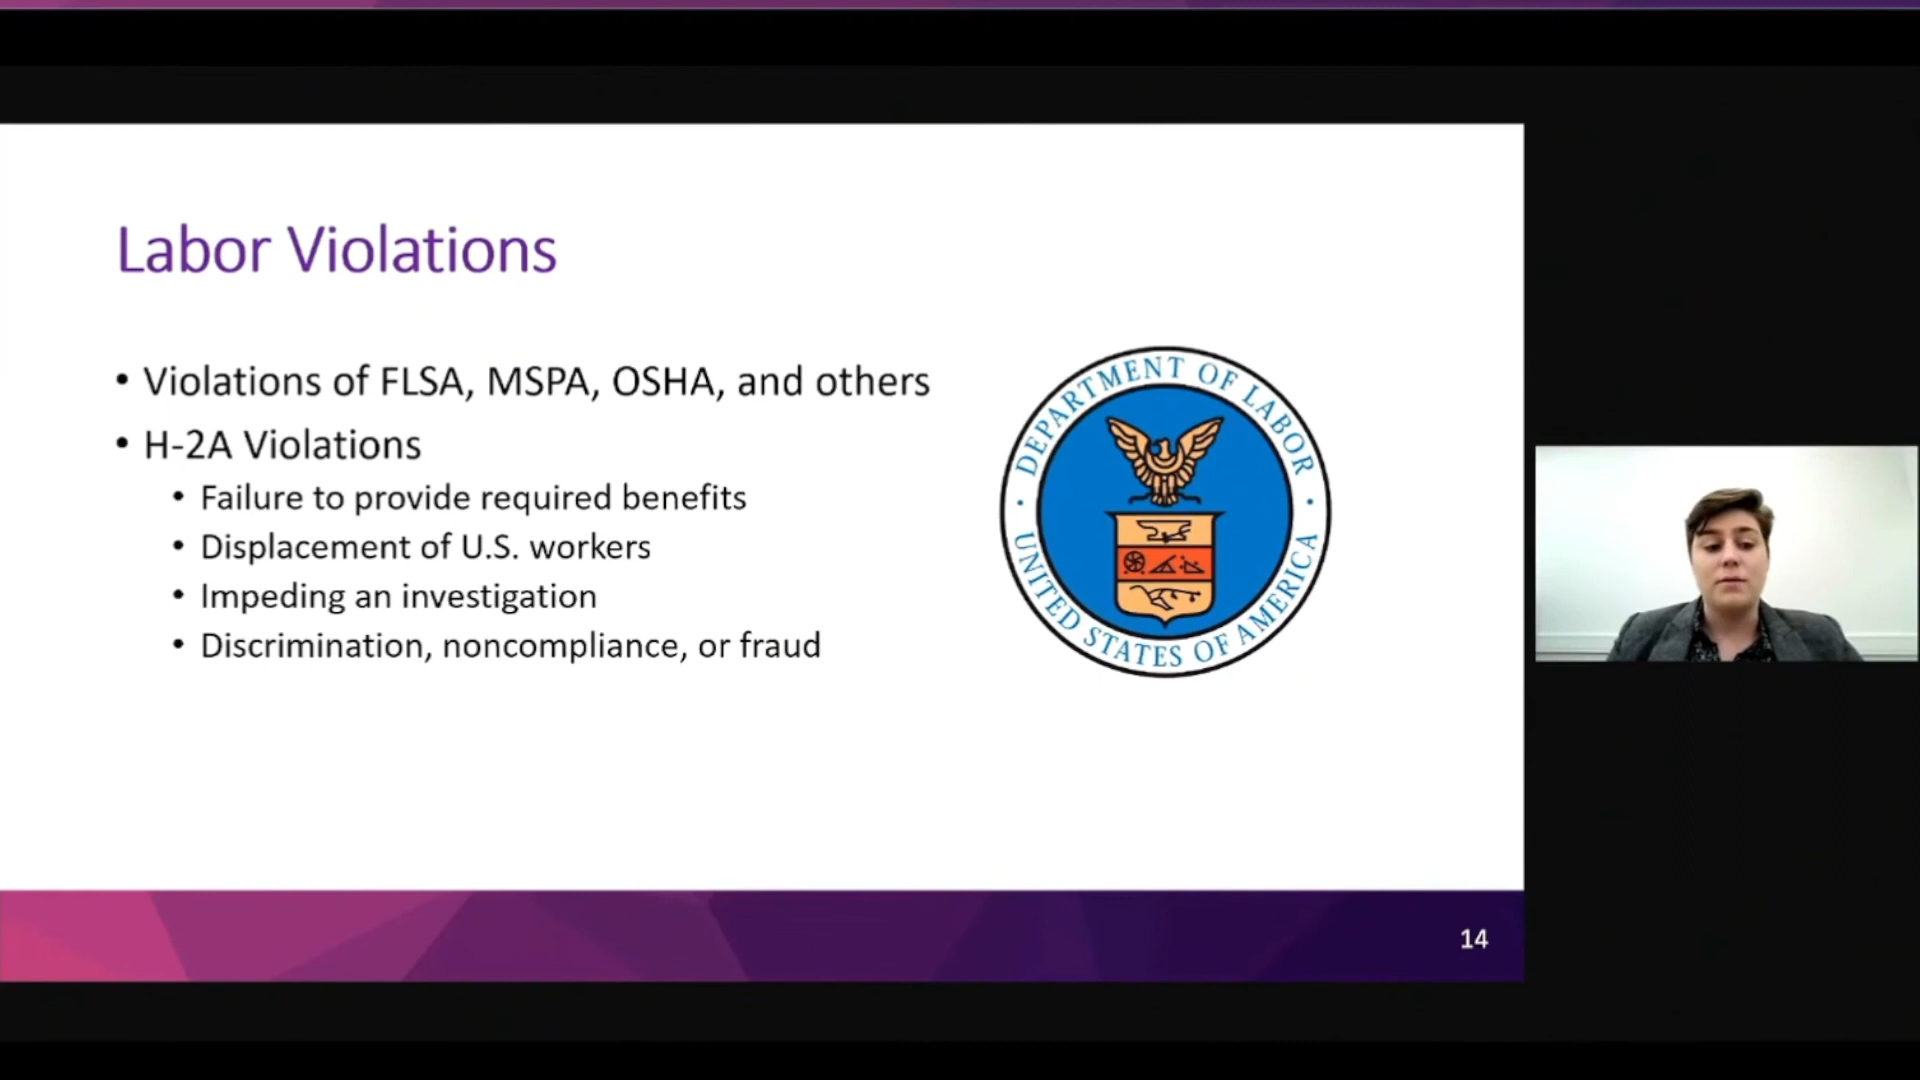 Labor Violations
• Violations of FLSA, MSPA, OSHA, and others
• H-2A Violations
• Failure to provide required benefits
• Displacement of U.S. workers
• Impeding an investigation
• Discrimination, noncompliance, or fraud
DEPARTMENT OF LABOR
UNITED STATES OF AMERICA
14